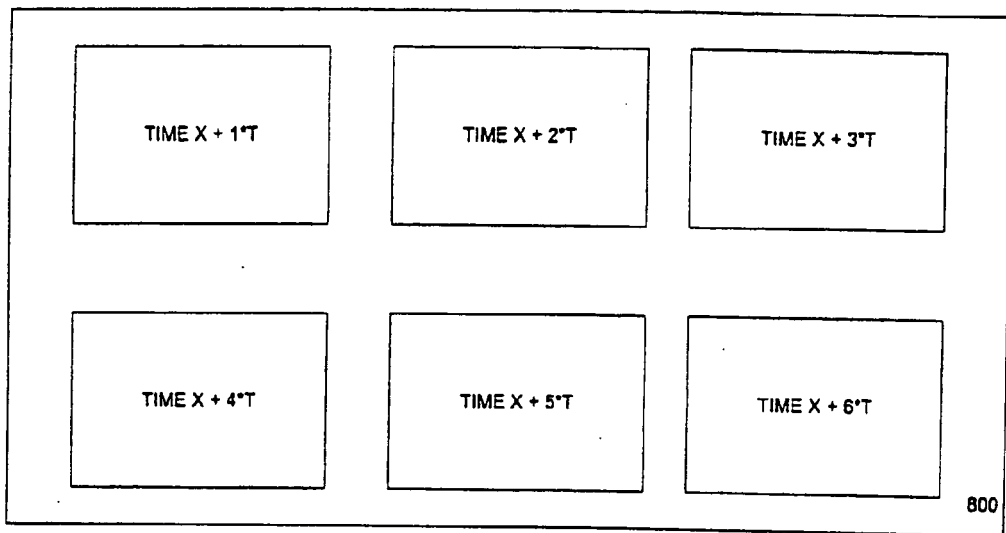 TIME X + 1*T
TIME X + 2*T
TIME X + 3*T
TIME X + 4*T
TIME X + 5*T
TIME X + 6*T
800